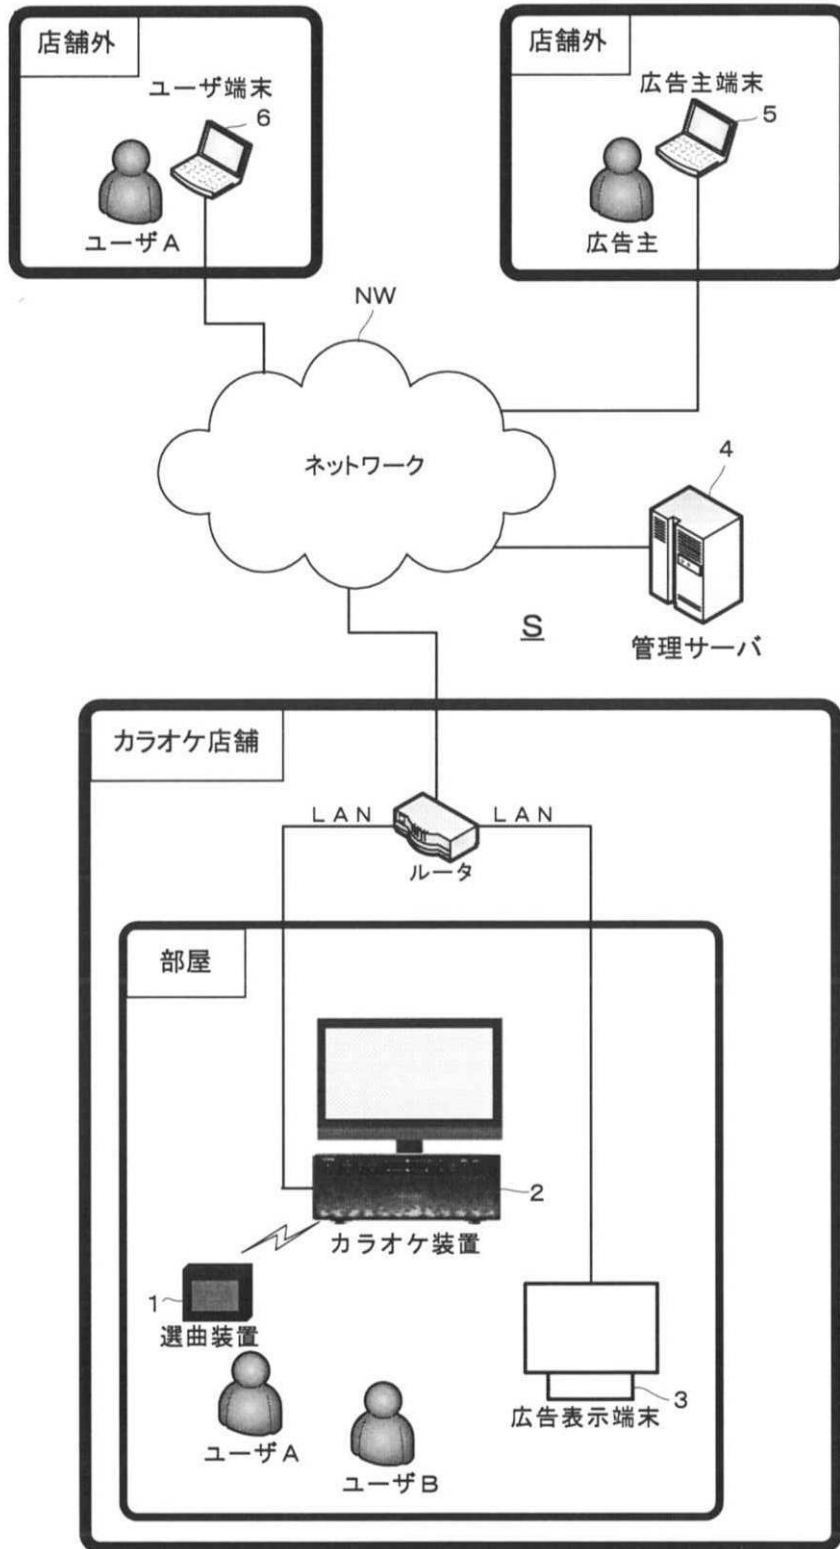 店舗外
ユーザ端末
6
ユーザA
店舗外
広告主端末
5
広告主
NW
ネットワーク
4
管理サーバ
S
カラオケ店舗
LAN
LAN
ルータ
部屋
2
カラオケ装置
1
選曲装置
3
広告表示端末
ユーザA
ユーザB